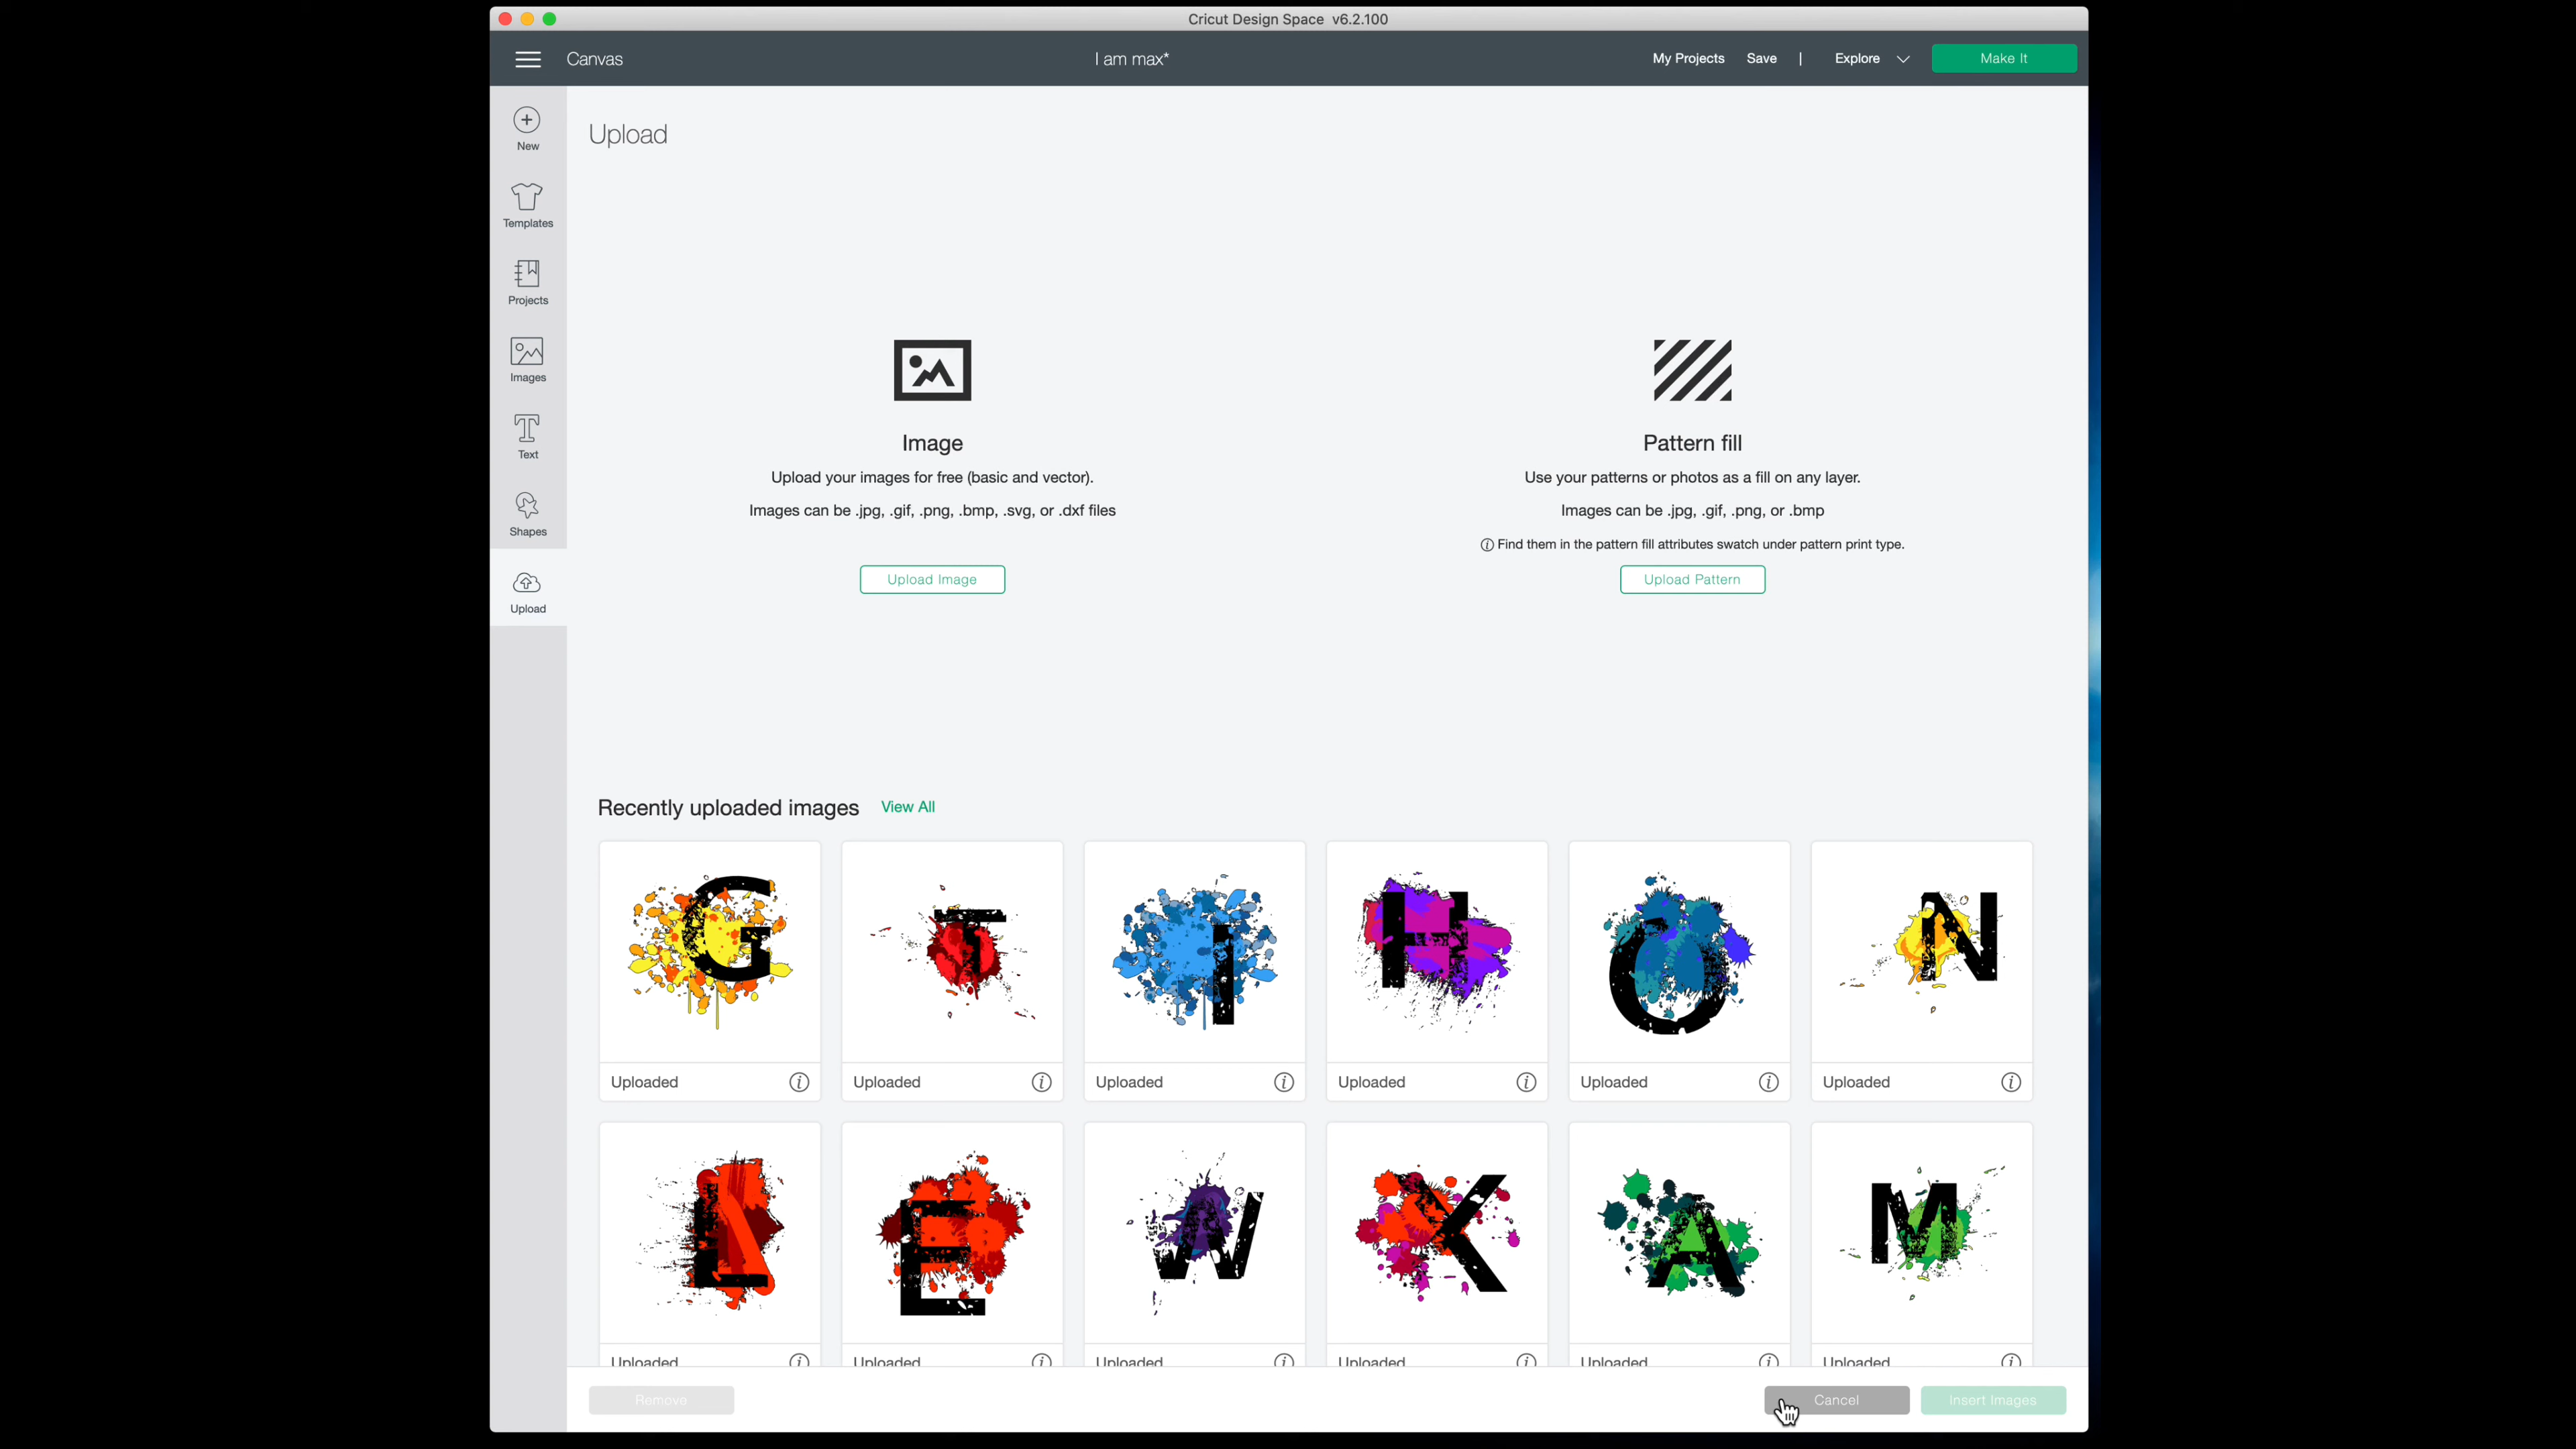 Cricut Design Space v6.2.100
Canvas
I am max*
My Projects
Save
|
Explore
Make It
New
Templates
Projects
Images
Text
Shapes
Upload
Upload
Image
Upload your images for free (basic and vector).
Images can be .jpg, .gif, .png, .bmp, .svg, or .dxf files
Upload Image
Pattern fill
Use your patterns or photos as a fill on any layer.
Images can be .jpg, .gif, .png, or .bmp
i Find them in the pattern fill attributes swatch under pattern print type.
Upload Pattern
Recently uploaded images View All
G T I H O N
Uploaded i Uploaded i Uploaded i Uploaded i Uploaded i Uploaded i
L E W K A M
Uploaded i Uploaded i Uploaded i Uploaded i Uploaded i Uploaded i
Remove
Cancel
Insert Images